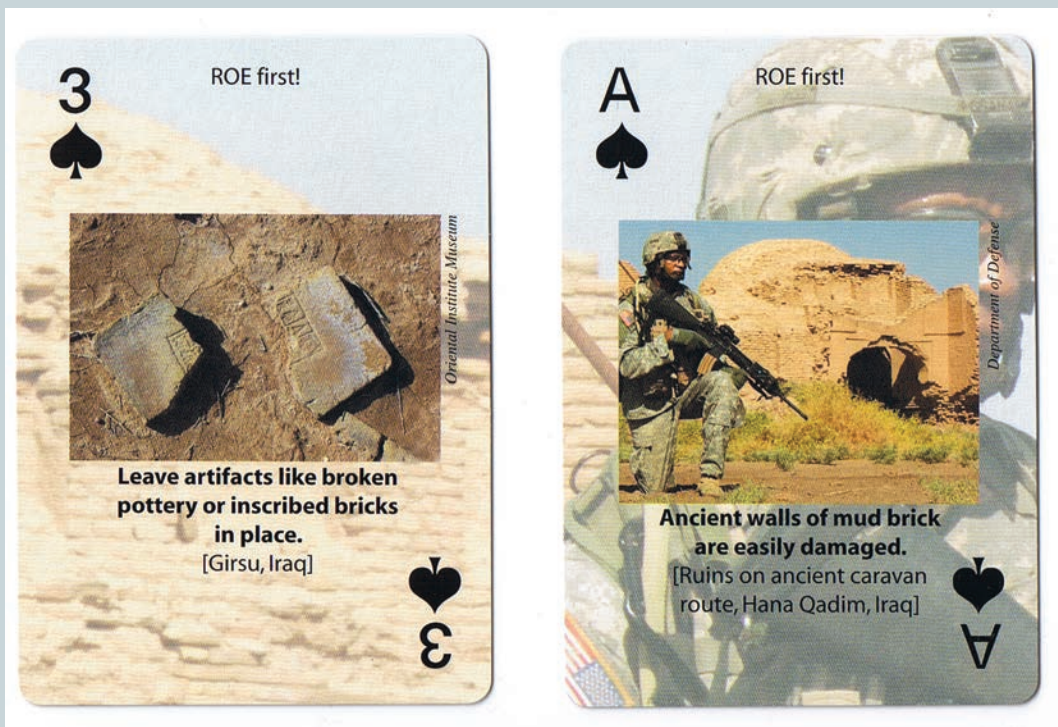 3
ROE first!
Oriental Institute Museum
Leave artifacts like broken
pottery or inscribed bricks
in place.
[Girsu, Iraq]
3
A
ROE first!
Department of Defense
Ancient walls of mud brick
are easily damaged.
[Ruins on ancient caravan
route, Hana Qadim, Iraq]
A